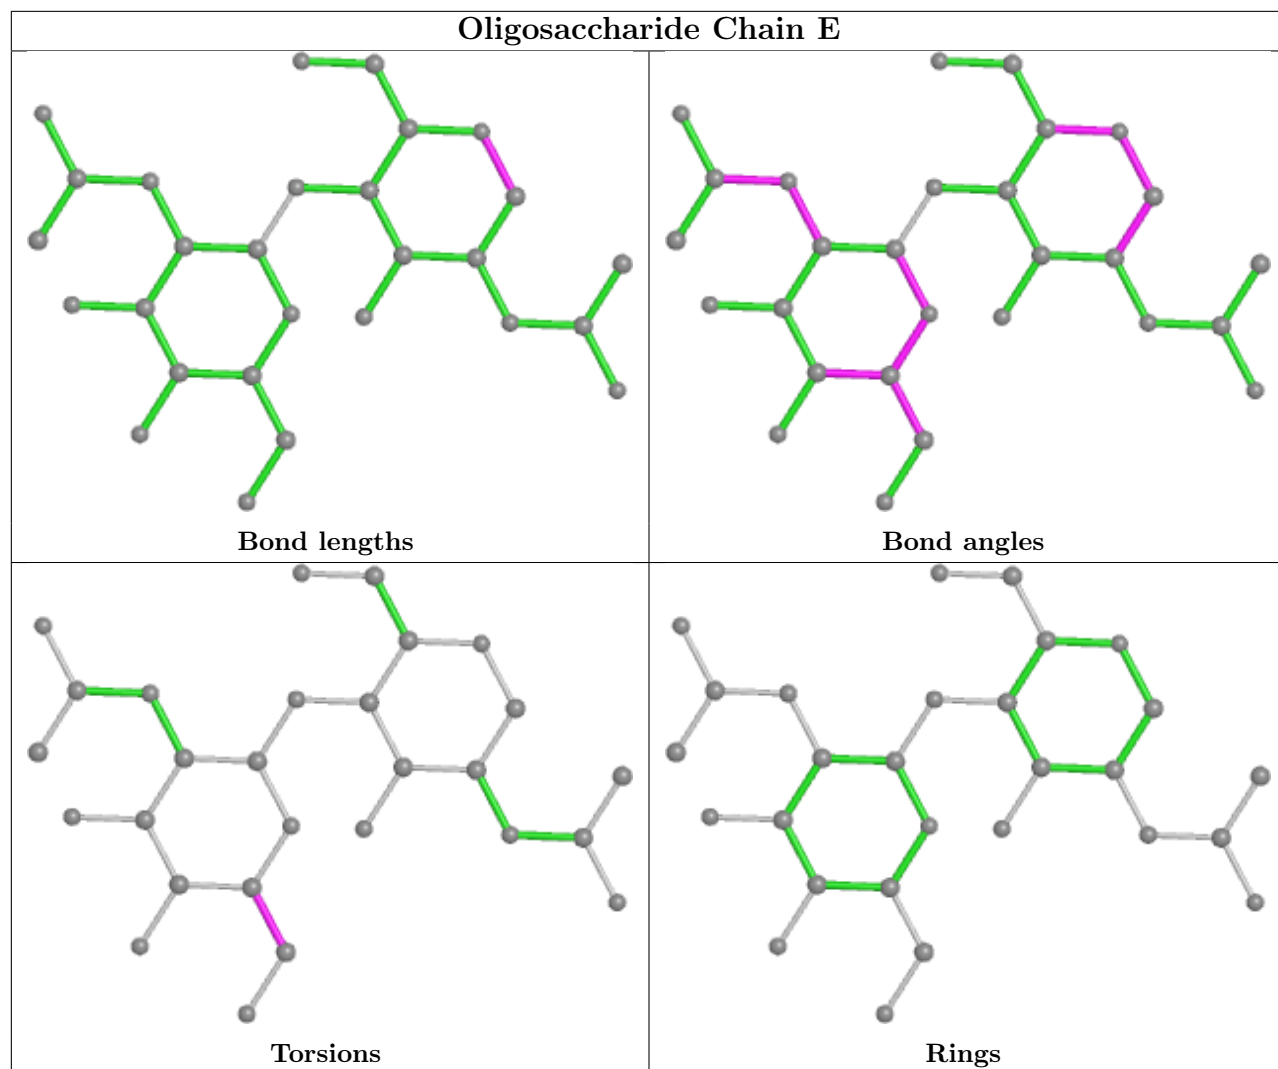 Oligosaccharide Chain E
Bond lengths
Bond angles
Torsions
Rings